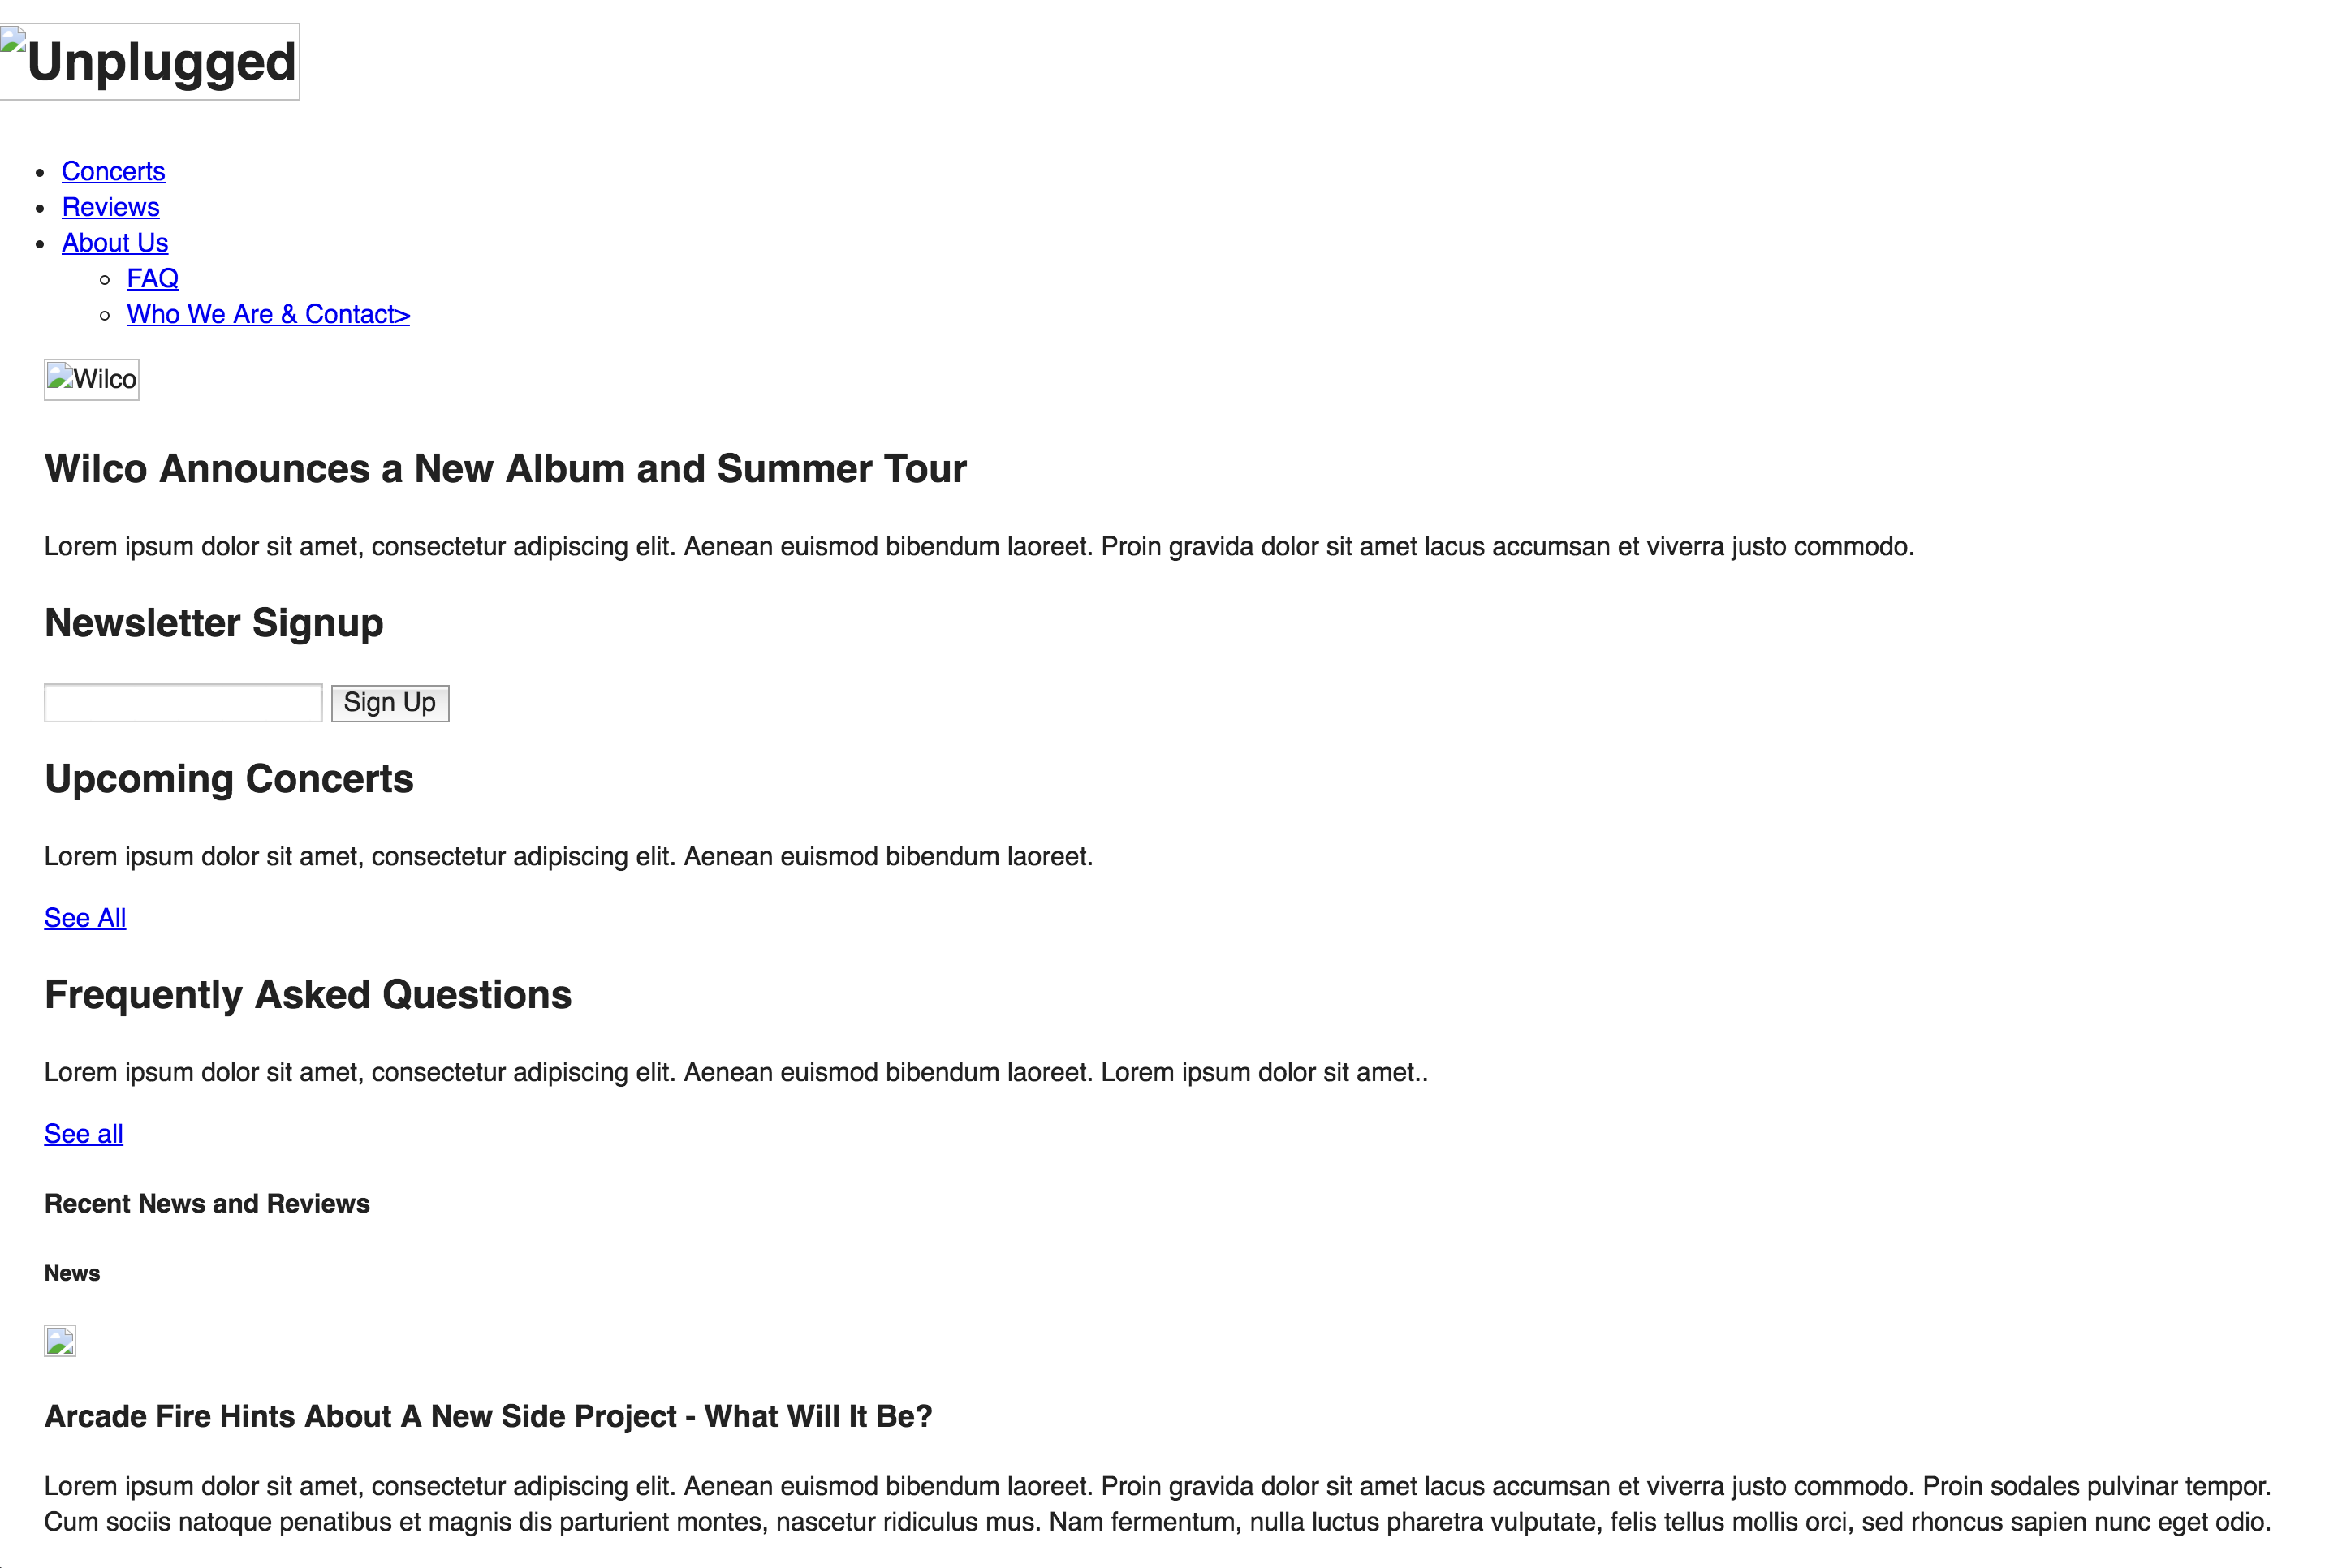 Unplugged
Concerts
Reviews
About Us
FAQ
Who We Are & Contact>
Wilco
Wilco Announces a New Album and Summer Tour
Lorem ipsum dolor sit amet, consectetur adipiscing elit. Aenean euismod bibendum laoreet. Proin gravida dolor sit amet lacus accumsan et viverra justo commodo.
Newsletter Signup
Sign Up
Upcoming Concerts
Lorem ipsum dolor sit amet, consectetur adipiscing elit. Aenean euismod bibendum laoreet.
See All
Frequently Asked Questions
Lorem ipsum dolor sit amet, consectetur adipiscing elit. Aenean euismod bibendum laoreet. Lorem ipsum dolor sit amet..
See all
Recent News and Reviews
News
Arcade Fire Hints About A New Side Project - What Will It Be?
Lorem ipsum dolor sit amet, consectetur adipiscing elit. Aenean euismod bibendum laoreet. Proin gravida dolor sit amet lacus accumsan et viverra justo commodo. Proin sodales pulvinar tempor.
Cum sociis natoque penatibus et magnis dis parturient montes, nascetur ridiculus mus. Nam fermentum, nulla luctus pharetra vulputate, felis tellus mollis orci, sed rhoncus sapien nunc eget odio.